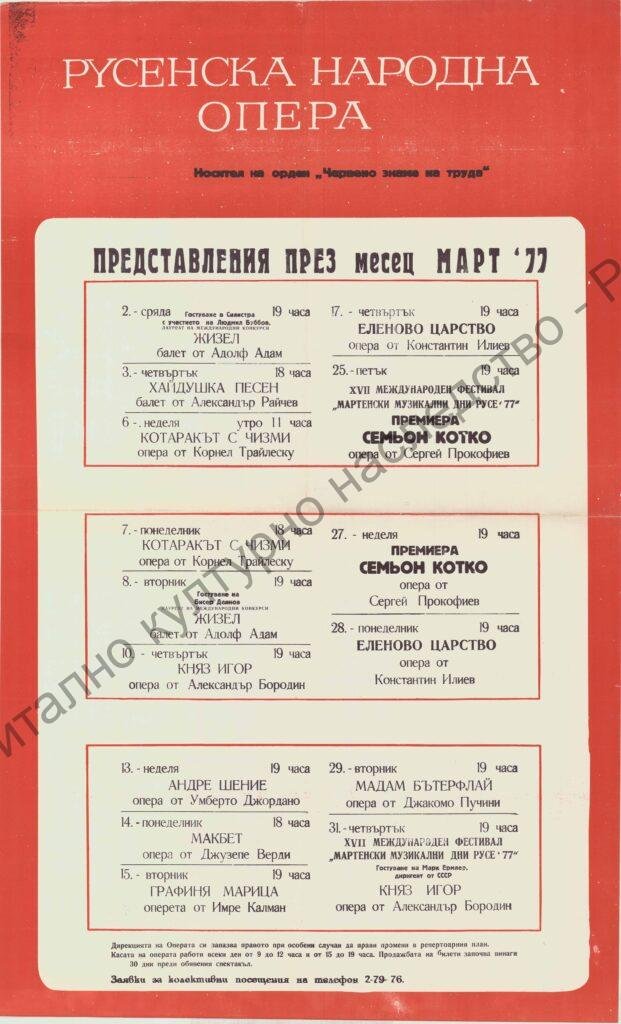 РУСЕНСКА НАРОДНА
ОПЕРА
Носител на орден „Червено знаме на труда“
ПРЕДСТАВЛЕНИЯ ПРЕЗ месец МАРТ ‘77
2. - сряда Гостуване в Силистра 19 часа
с участието на Людмил Буббов,
ЛАУРЕАТ НА МЕЖДУНАРОДНИ КОНКУРСИ
ЖИЗЕЛ
балет от Адолф Адам
3. - четвъртък 18 часа
ХАЙДУШКА ПЕСЕН
балет от Александър Райчев
6 -. неделя утро 11 часа
КОТАРАКЪТ С ЧИЗМИ
опера от Корнел Трайлеску
17. - четвъртък 19 часа
ЕЛЕНОВО ЦАРСТВО
опера от Константин Илиев
25. - петък 19 часа
XVII МЕЖДУНАРОДЕН ФЕСТИВАЛ
„МАРТЕНСКИ МУЗИКАЛНИ ДНИ РУСЕ ‘77“
ПРЕМИЕРА
СЕМЬОН КОТКО
опера от Сергей Прокофиев
7. - понеделник 18 часа
КОТАРАКЪТ С ЧИЗМИ
опера от Корнел Трайлеску
8. - вторник 19 часа
Гостуване на
Бисер Деянов
ЛАУРЕАТ НА МЕЖДУНАРОДНИ КОНКУРСИ
ЖИЗЕЛ
балет от Адолф Адам
10. - четвъртък 19 часа
КНЯЗ ИГОР
опера от Александър Бородин
27. - неделя 19 часа
ПРЕМИЕРА
СЕМЬОН КОТКО
опера от
Сергей Прокофиев
28. - понеделник 19 часа
ЕЛЕНОВО ЦАРСТВО
опера от
Константин Илиев
13. - неделя 19 часа
АНДРЕ ШЕНИЕ
опера от Умберто Джордано
14. - понеделник 18 часа
МАКБЕТ
опера от Джузепе Верди
15. - вторник 19 часа
ГРАФИНЯ МАРИЦА
оперета от Имре Калман
29. - вторник 19 часа
МАДАМ БЪТЕРФЛАЙ
опера от Джакомо Пучини
31. - четвъртък 19 часа
XVII МЕЖДУНАРОДЕН ФЕСТИВАЛ
„МАРТЕНСКИ МУЗИКАЛНИ ДНИ РУСЕ ‘77“
Гостуване на Марк Ермлер,
диригент от СССР
КНЯЗ ИГОР
опера от Александър Бородин
Дирекцията на Операта си запазва правото при особени случаи да прави промени в репертоарния план.
Касата на операта работи всеки ден от 9 до 12 часа и от 15 до 19 часа. Продажбата на билети започва винаги
30 дни преди обявения спектакъл.
Заявки за колективни посещения на телефон 2-79-76.
итално културно наследство - Р